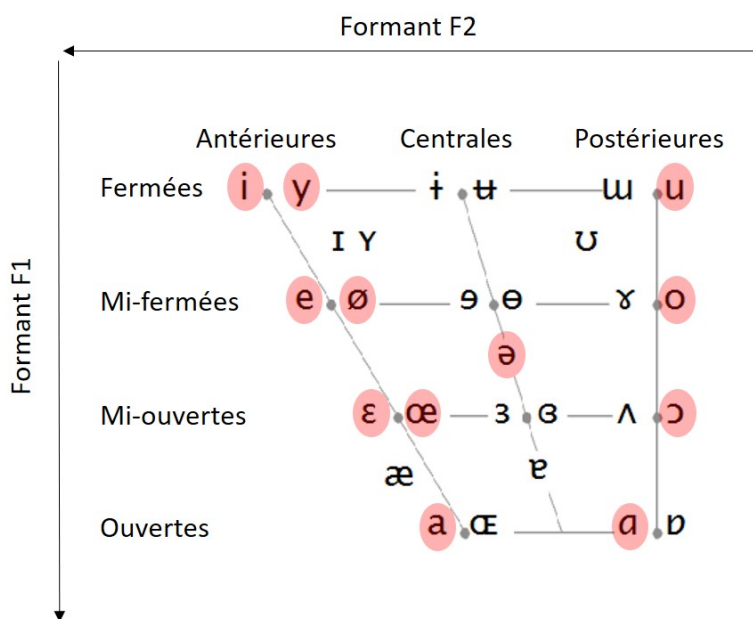 Formant F2
Formant F1
Antérieures Centrales Postérieures
Fermées i y ɨ ʉ ɯ u
ɪ ʏ ʊ
Mi-fermées e ø ɘ ɵ ɤ o
ə
Mi-ouvertes ɛ œ ɜ ɞ ʌ ɔ
æ ɐ
Ouvertes a ɶ ɑ ɒ